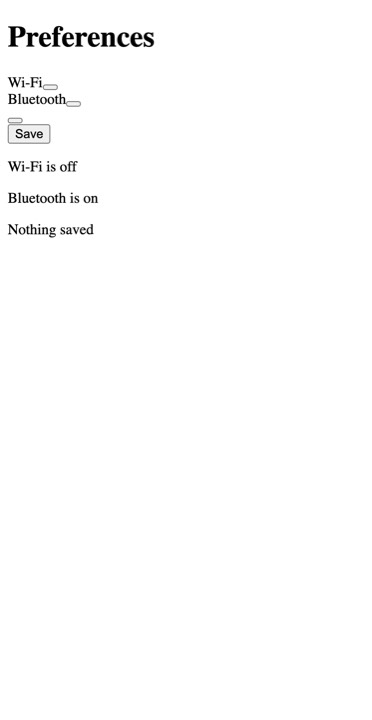 Preferences
Wi-Fi
Bluetooth
Save
Wi-Fi is off
Bluetooth is on
Nothing saved